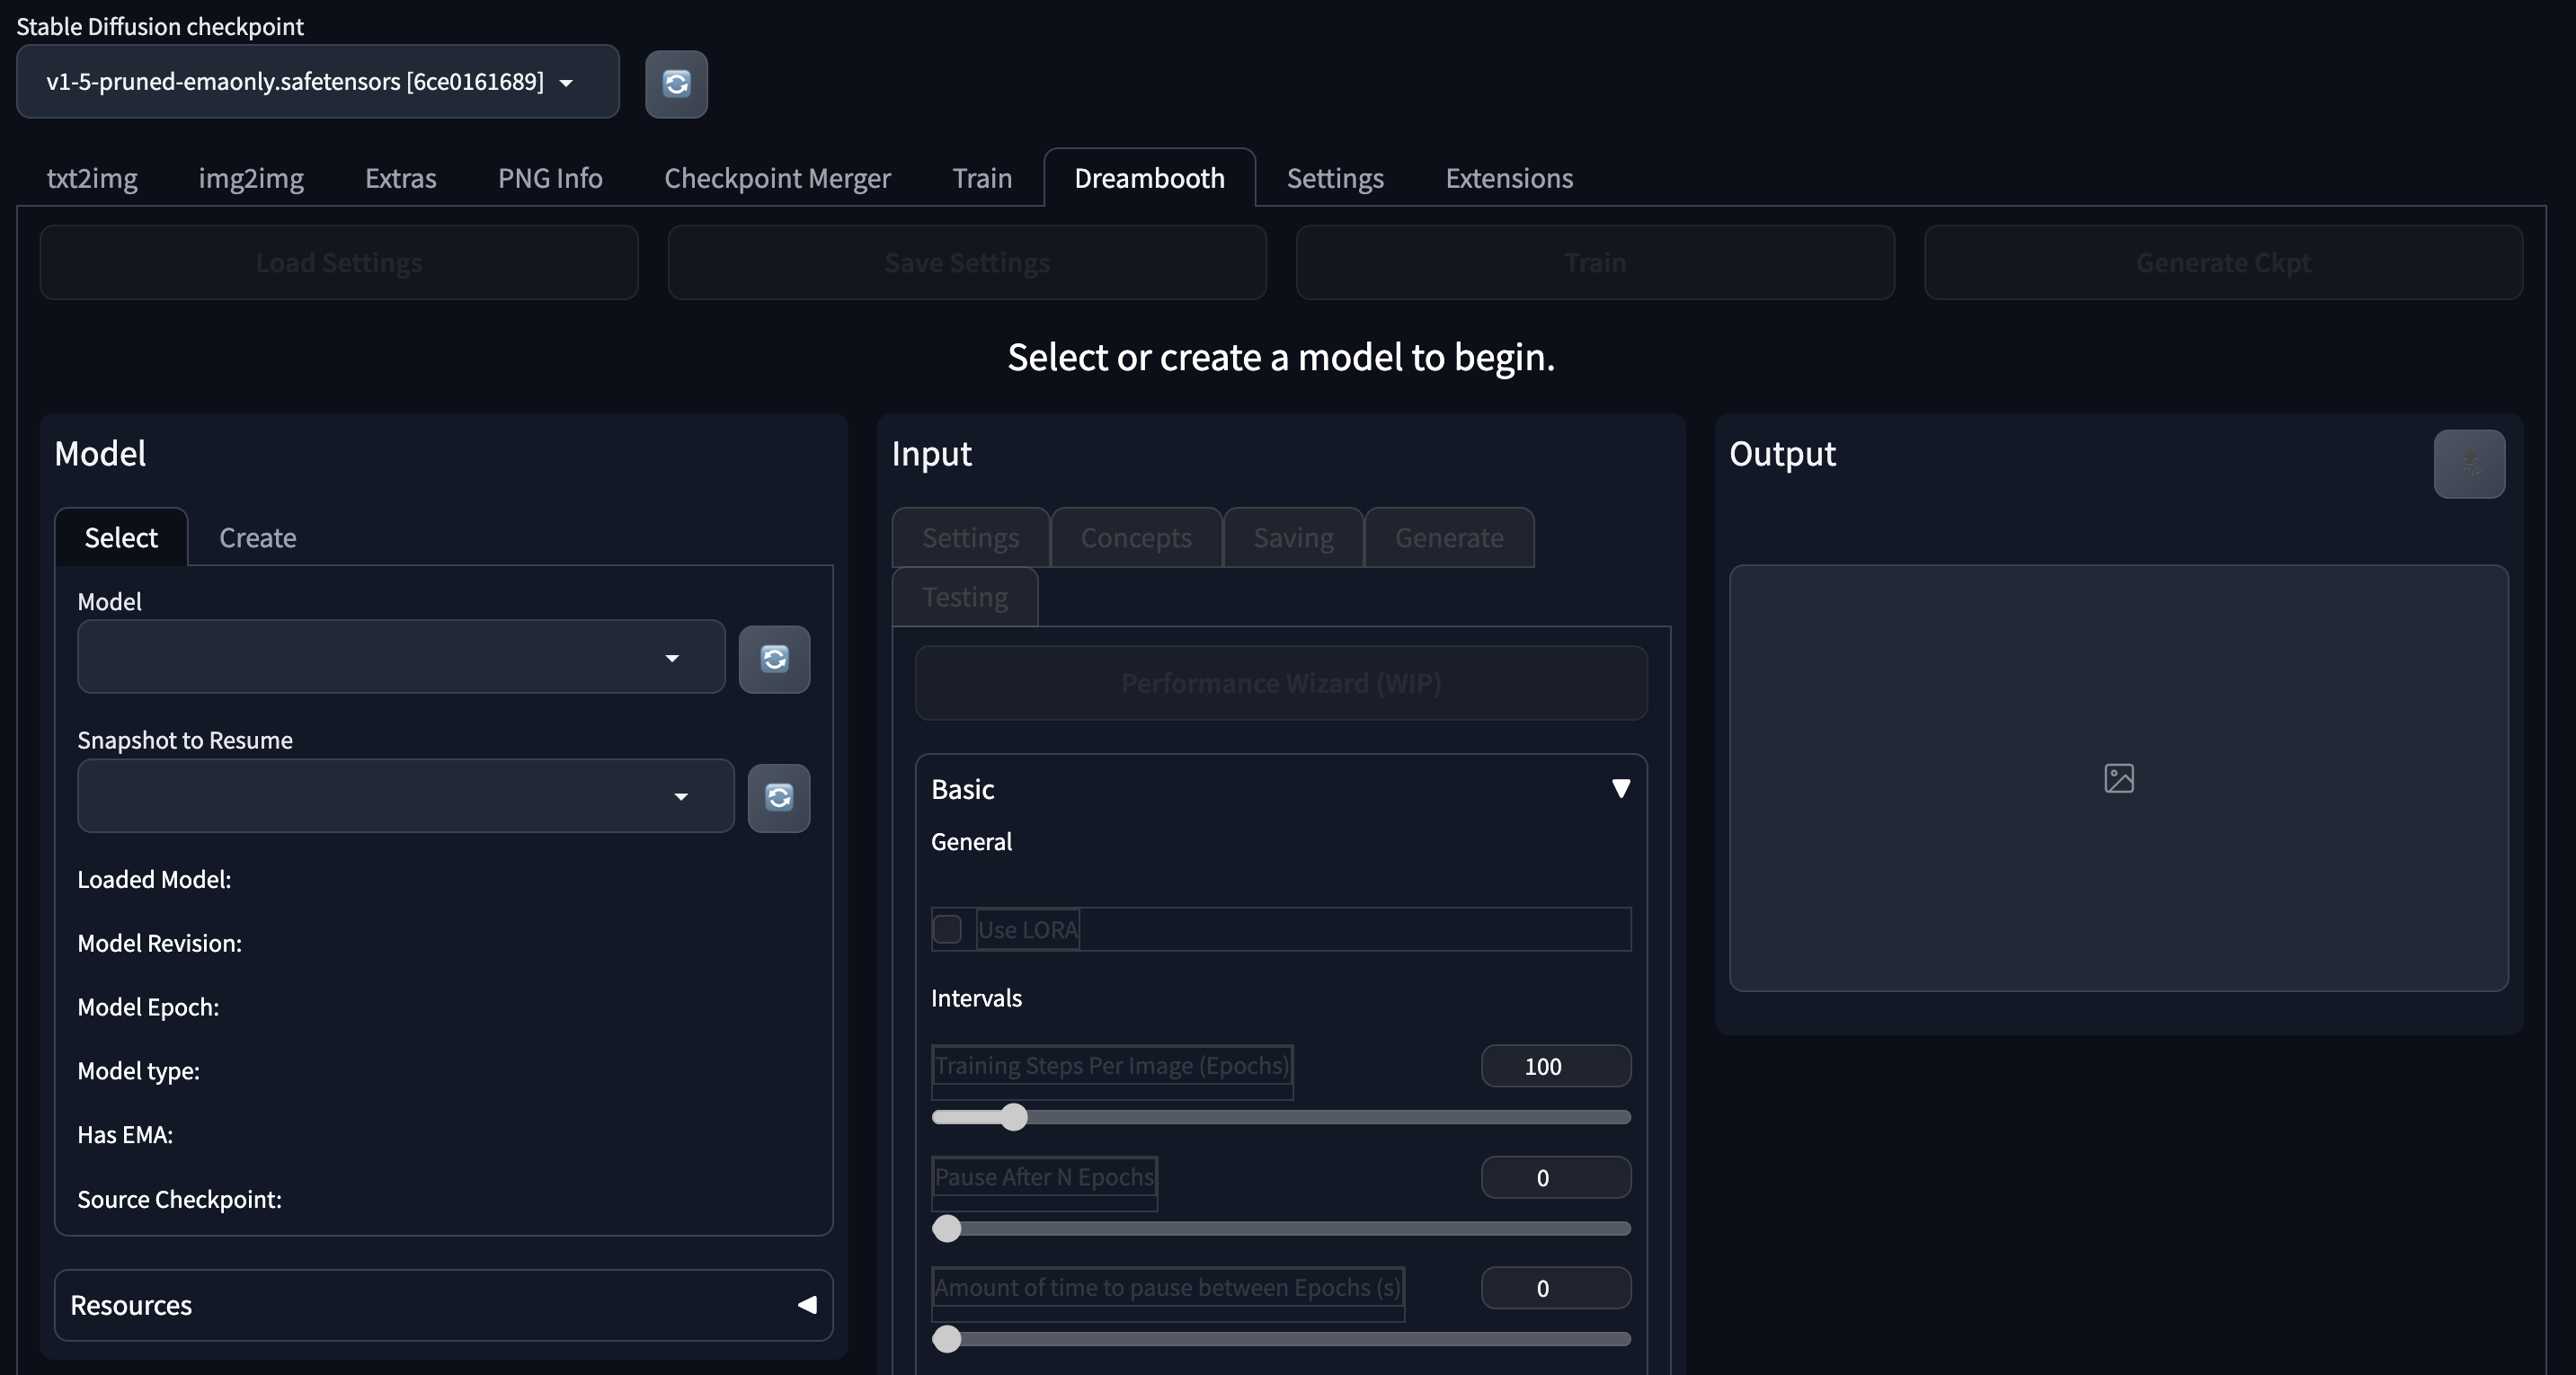 Stable Diffusion checkpoint
v1-5-pruned-emaonly.safetensors [6ce0161689]
txt2img img2img Extras PNG Info Checkpoint Merger Train Dreambooth Settings Extensions
Load Settings Save Settings Train Generate Ckpt
Select or create a model to begin.
Model
Select Create
Model
Snapshot to Resume
Loaded Model:
Model Revision:
Model Epoch:
Model type:
Has EMA:
Source Checkpoint:
Resources
Input
Settings Concepts Saving Generate
Testing
Performance Wizard (WIP)
Basic
General
Use LORA
Intervals
Training Steps Per Image (Epochs) 100
Pause After N Epochs 0
Amount of time to pause between Epochs (s) 0
Output